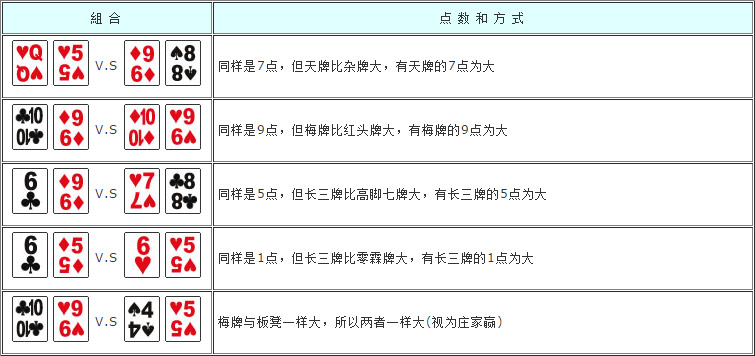 組 合
点 数 和 方 式
♥Q ♥5 V.S ♦9 ♠8
同样是7点，但天牌比杂牌大，有天牌的7点为大
♣10 ♦9 V.S ♦10 ♥9
同样是9点，但梅牌比红头牌大，有梅牌的9点为大
6♣ ♦9 V.S ♥7 ♣8
同样是5点，但长三牌比高脚七牌大，有长三牌的5点为大
6♣ ♦5 V.S 6♥ ♥5
同样是1点，但长三牌比零霖牌大，有长三牌的1点为大
♣10 ♥9 V.S ♠4 ♥5
梅牌与板凳一样大，所以两者一样大(视为庄家赢)